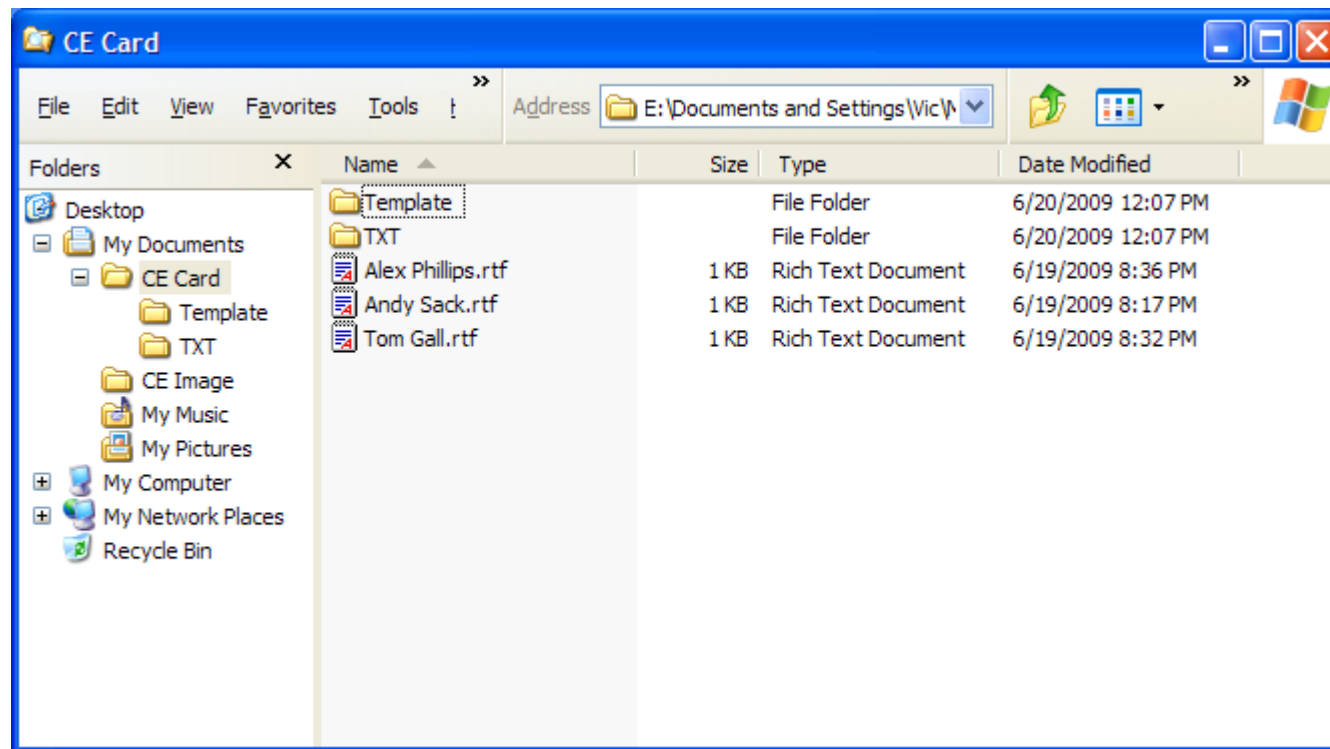 CE Card
File Edit View Favorites Tools » Address E:\Documents and Settings\Vic\ »
Folders Name Size Type Date Modified
Desktop
My Documents
CE Card
Template
TXT
CE Image
My Music
My Pictures
My Computer
My Network Places
Recycle Bin
Template File Folder 6/20/2009 12:07 PM
TXT File Folder 6/20/2009 12:07 PM
Alex Phillips.rtf 1 KB Rich Text Document 6/19/2009 8:36 PM
Andy Sack.rtf 1 KB Rich Text Document 6/19/2009 8:17 PM
Tom Gall.rtf 1 KB Rich Text Document 6/19/2009 8:32 PM